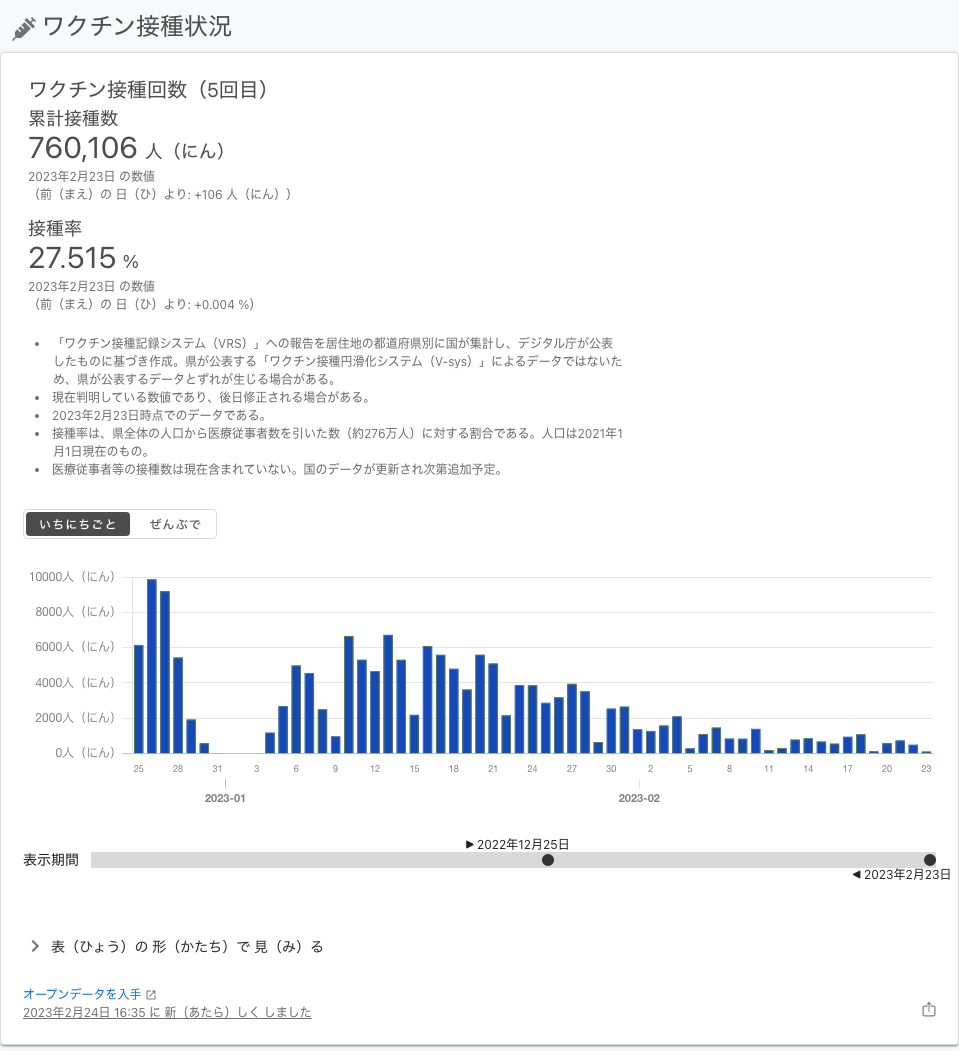 ワクチン接種状況
ワクチン接種回数（5回目）
累計接種数
760,106 人（にん）
2023年2月23日 の数値
（前（まえ）の 日（ひ）より: +106 人（にん））
接種率
27.515 %
2023年2月23日 の数値
（前（まえ）の 日（ひ）より: +0.004 %）
• 「ワクチン接種記録システム（VRS）」への報告を居住地の都道府県別に国が集計し、デジタル庁が公表
したものに基づき作成。県が公表する「ワクチン接種円滑化システム（V-sys）」によるデータではないた
め、県が公表するデータとずれが生じる場合がある。
• 現在判明している数値であり、後日修正される場合がある。
• 2023年2月23日時点でのデータである。
• 接種率は、県全体の人口から医療従事者数を引いた数（約276万人）に対する割合である。人口は2021年1
月1日現在のもの。
• 医療従事者等の接種数は現在含まれていない。国のデータが更新され次第追加予定。
いちにちごと ぜんぶで
10000人（にん）
8000人（にん）
6000人（にん）
4000人（にん）
2000人（にん）
0人（にん）
25 28 31 3 6 9 12 15 18 21 24 27 30 2 5 8 11 14 17 20 23
2023-01 2023-02
▶ 2022年12月25日
表示期間
◀ 2023年2月23日
表（ひょう）の 形（かたち）で 見（み）る
オープンデータを入手
2023年2月24日 16:35 に 新（あたら）しく しました